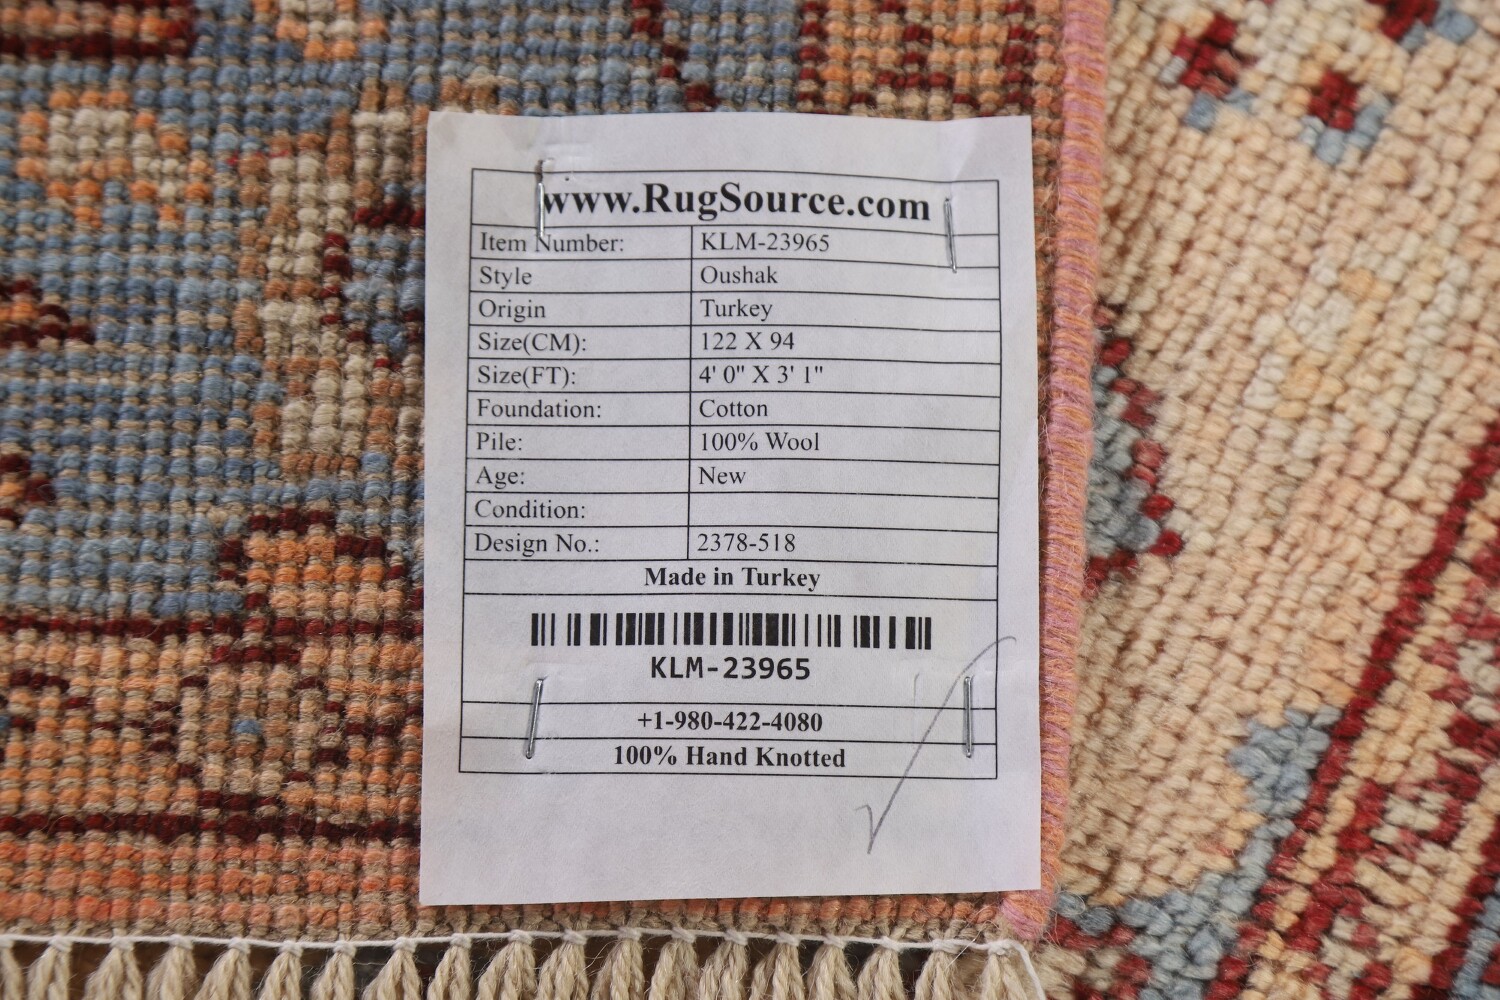 www.RugSource.com
Item Number: KLM-23965
Style Oushak
Origin Turkey
Size(CM): 122 X 94
Size(FT): 4' 0" X 3' 1"
Foundation: Cotton
Pile: 100% Wool
Age: New
Condition:
Design No.: 2378-518
Made in Turkey
KLM-23965
+1-980-422-4080
100% Hand Knotted